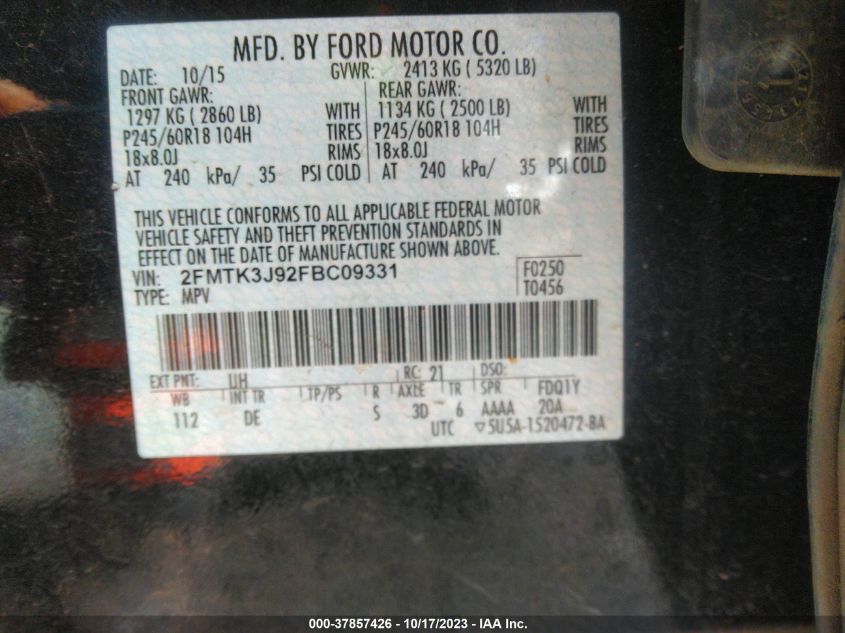 MFD. BY FORD MOTOR CO.
DATE: 10/15 GVWR: 2413 KG ( 5320 LB)
FRONT GAWR: REAR GAWR:
1297 KG ( 2860 LB) WITH 1134 KG ( 2500 LB) WITH
P245/60R18 104H TIRES P245/60R18 104H TIRES
18x8.0J RIMS 18x8.0J RIMS
AT 240 kPa/ 35 PSI COLD AT 240 kPa/ 35 PSI COLD
THIS VEHICLE CONFORMS TO ALL APPLICABLE FEDERAL MOTOR
VEHICLE SAFETY AND THEFT PREVENTION STANDARDS IN
EFFECT ON THE DATE OF MANUFACTURE SHOWN ABOVE.
VIN: 2FMTK3J92FBC09331 F0250
TYPE: MPV T0456
EXT PNT: UH RC: 21 DSO:
WB INT TR TP/PS R AXLE TR SPR FDQ1Y
112 DE S 3D 6 AAAA 20A
UTC ▽5U5A-1520472-BA
000-37857426 - 10/17/2023 - IAA Inc.